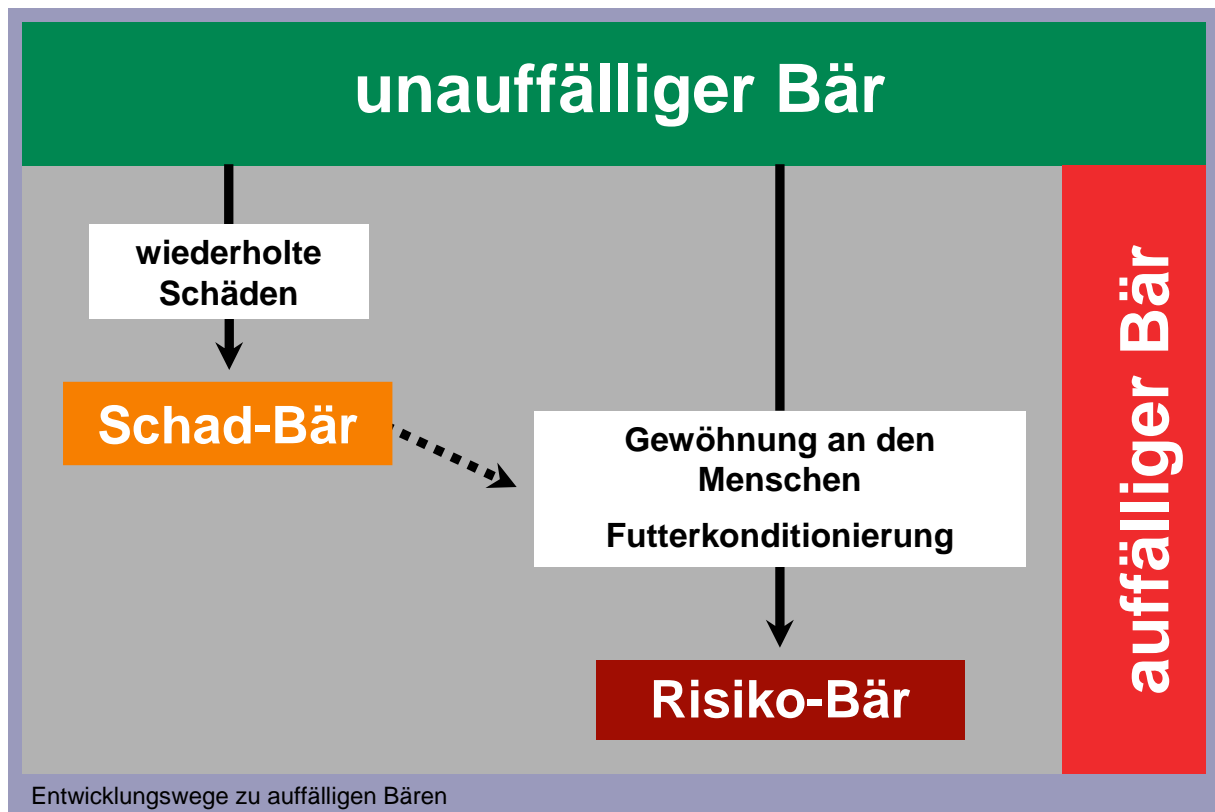 unauffälliger Bär
wiederholte
Schäden
Schad-Bär
Gewöhnung an den
Menschen
Futterkonditionierung
Risiko-Bär
auffälliger Bär
Entwicklungswege zu auffälligen Bären